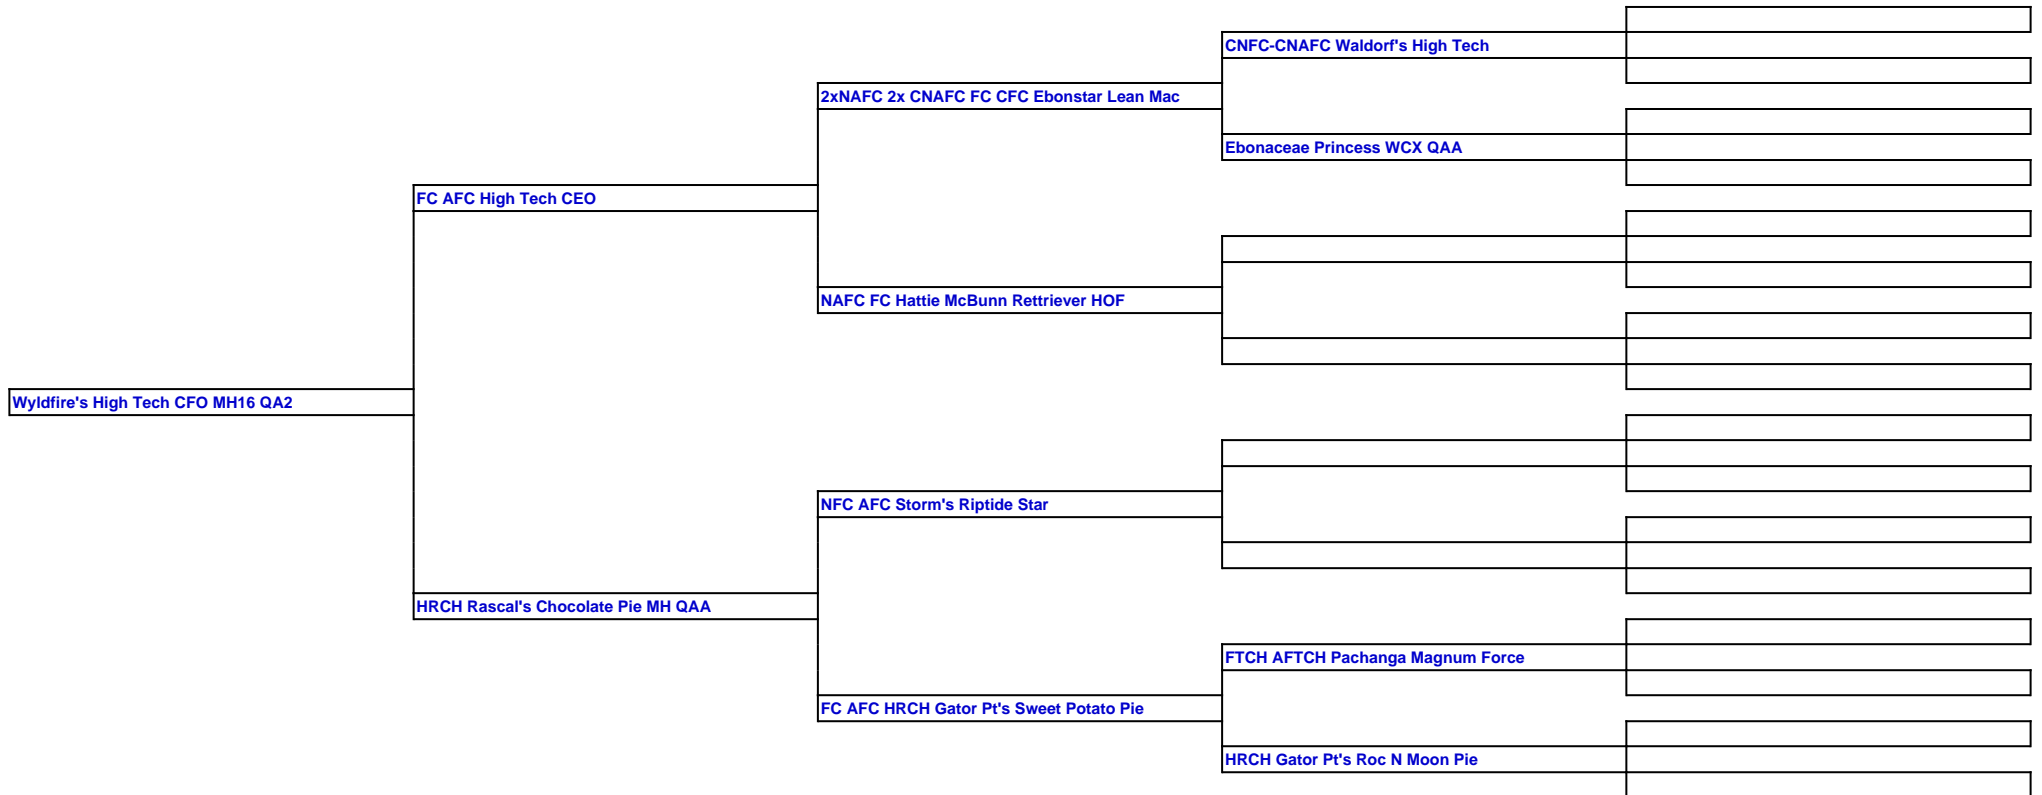 CNFC-CNAFC Waldorf's High Tech
2xNAFC 2x CNAFC FC CFC Ebonstar Lean Mac
Ebonaceae Princess WCX QAA
FC AFC High Tech CEO
NAFC FC Hattie McBunn Rettriever HOF
Wyldfire's High Tech CFO MH16 QA2
NFC AFC Storm's Riptide Star
HRCH Rascal's Chocolate Pie MH QAA
FTCH AFTCH Pachanga Magnum Force
FC AFC HRCH Gator Pt's Sweet Potato Pie
HRCH Gator Pt's Roc N Moon Pie